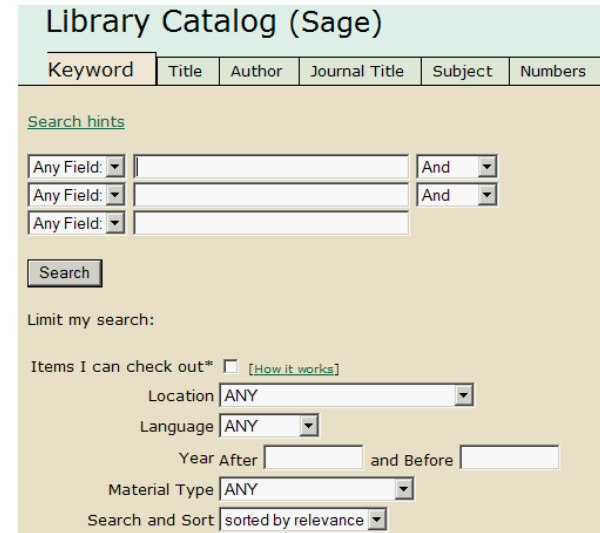 Library Catalog (Sage)
Keyword Title Author Journal Title Subject Numbers
Search hints
Any Field: And
Any Field: And
Any Field:
Search
Limit my search:
Items I can check out* [How it works]
Location ANY
Language ANY
Year After and Before
Material Type ANY
Search and Sort sorted by relevance